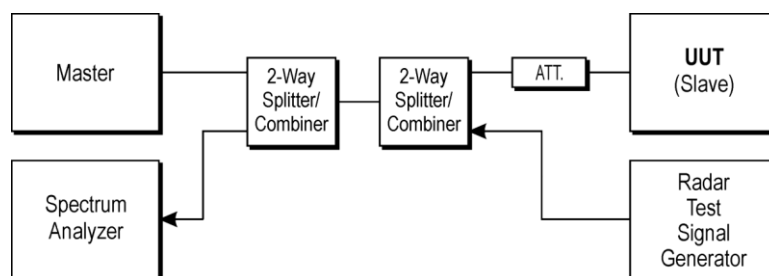 Master
2-Way
Splitter/
Combiner
2-Way
Splitter/
Combiner
ATT.
UUT
(Slave)
Spectrum
Analyzer
Radar
Test
Signal
Generator